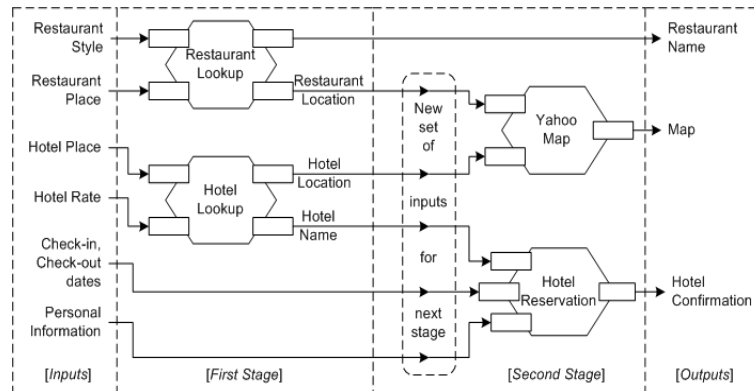 Restaurant
Style
Restaurant
Place
Hotel Place
Hotel Rate
Check-in,
Check-out
dates
Personal
Information
[Inputs]
Restaurant
Lookup
Restaurant
Location
Hotel
Lookup
Hotel
Location
Hotel
Name
[First Stage]
New
set
of
inputs
for
next
stage
Yahoo
Map
Hotel
Reservation
[Second Stage]
Restaurant
Name
Map
Hotel
Confirmation
[Outputs]